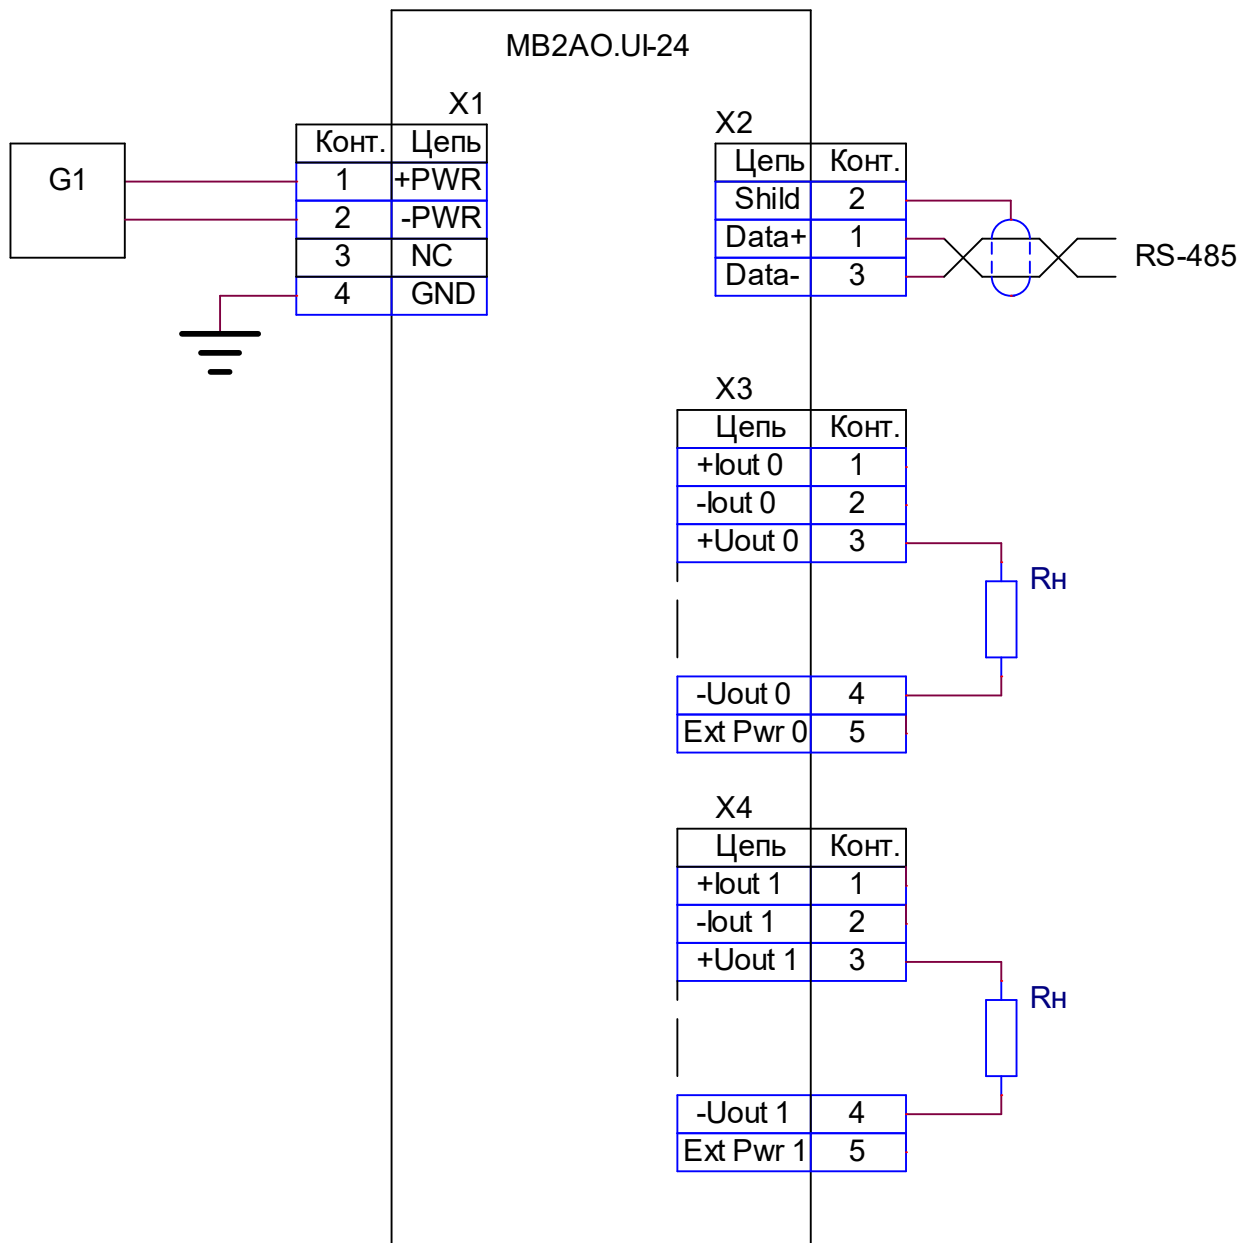 MB2AO.UI-24
X1
Конт. Цепь
1 +PWR
2 -PWR
3 NC
4 GND
G1
X2
Цепь Конт.
Shild 2
Data+ 1
Data- 3
RS-485
X3
Цепь Конт.
+Iout 0 1
-Iout 0 2
+Uout 0 3
Rн
-Uout 0 4
Ext Pwr 0 5
X4
Цепь Конт.
+Iout 1 1
-Iout 1 2
+Uout 1 3
Rн
-Uout 1 4
Ext Pwr 1 5